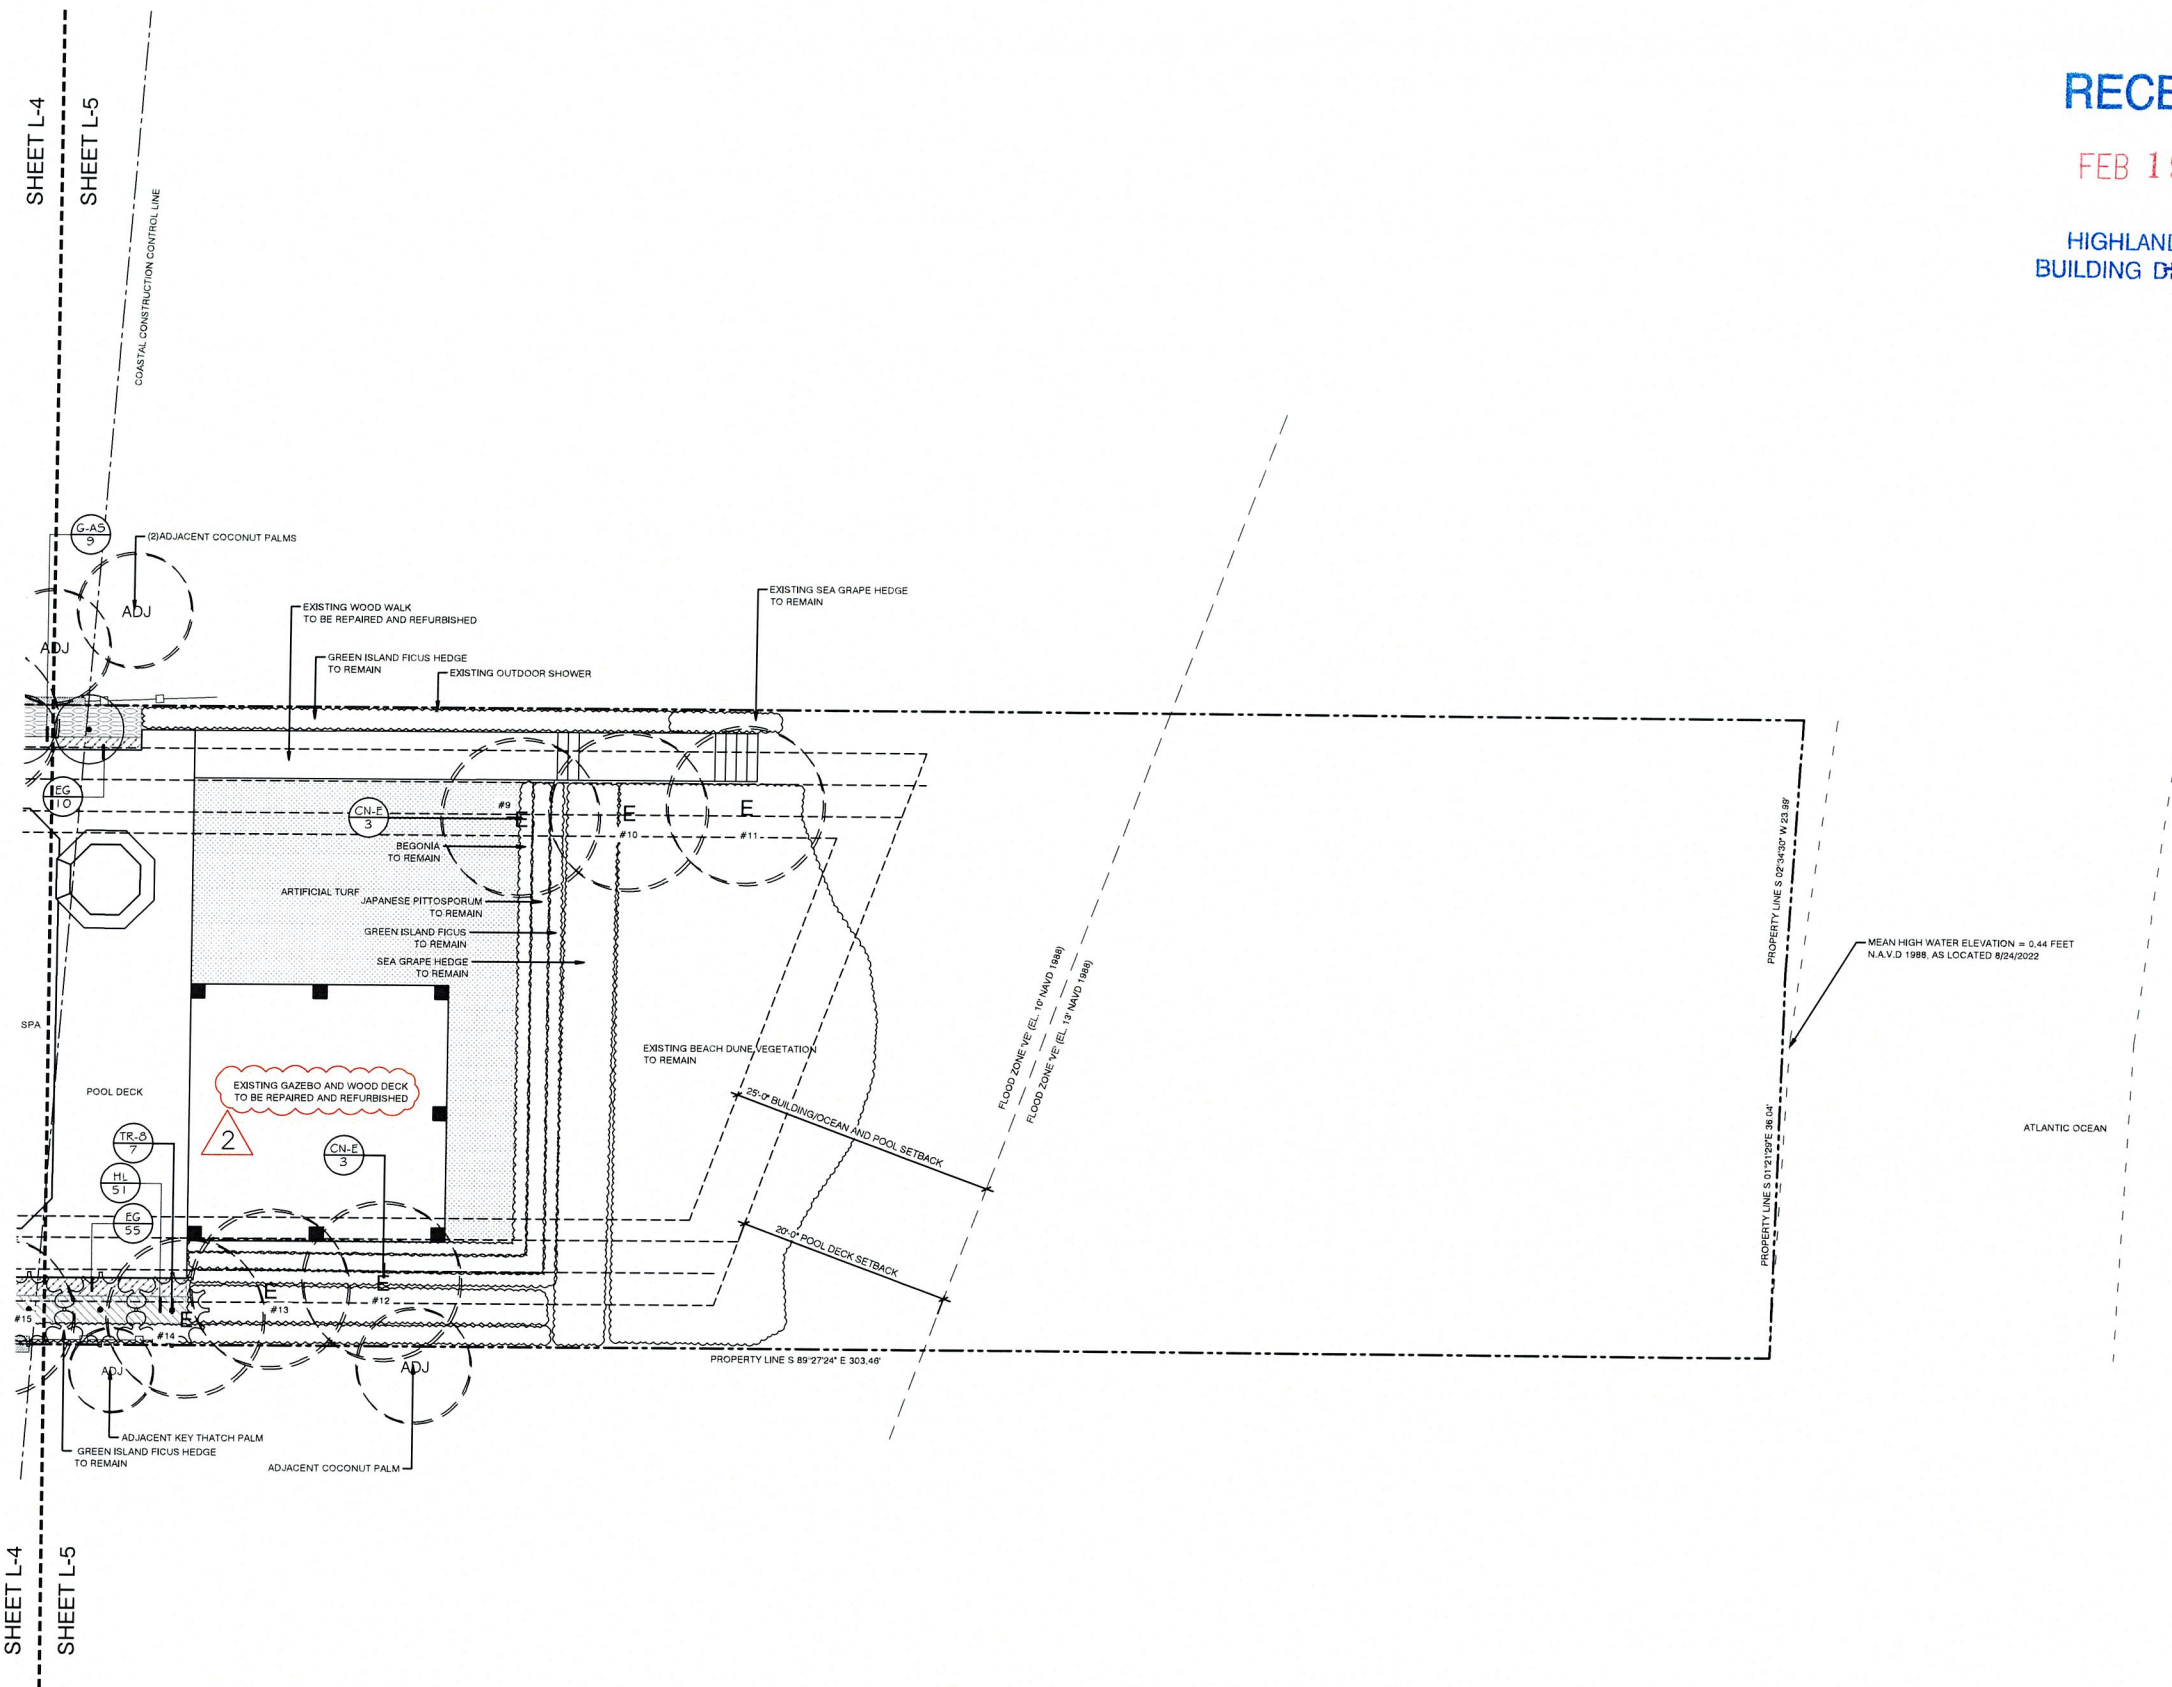 SHEET L-4
SHEET L-5
COASTAL CONSTRUCTION CONTROL LINE
RECE
FEB 1
HIGHLAND
BUILDING D
G-AS
9
(2)ADJACENT COCONUT PALMS
ADJ
ADJ
EXISTING WOOD WALK
TO BE REPAIRED AND REFURBISHED
EXISTING SEA GRAPE HEDGE
TO REMAIN
GREEN ISLAND FICUS HEDGE
TO REMAIN
EXISTING OUTDOOR SHOWER
EG
10
CN-E
3
#9
E
E
#10
E
#11
BEGONIA
TO REMAIN
ARTIFICIAL TURF
JAPANESE PITTOSPORUM
TO REMAIN
GREEN ISLAND FICUS
TO REMAIN
SEA GRAPE HEDGE
TO REMAIN
PROPERTY LINE S 02°34'30" W 23.99'
MEAN HIGH WATER ELEVATION = 0.44 FEET
N.A.V.D 1988, AS LOCATED 8/24/2022
SPA
FLOOD ZONE 'VE' (EL. 10' NAVD 1988)
FLOOD ZONE 'VE' (EL. 13' NAVD 1988)
EXISTING BEACH DUNE VEGETATION
TO REMAIN
EXISTING GAZEBO AND WOOD DECK
TO BE REPAIRED AND REFURBISHED
POOL DECK
2
25'-0" BUILDING/OCEAN AND POOL SETBACK
ATLANTIC OCEAN
TR-8
7
CN-E
3
HL
51
EG
55
PROPERTY LINE S 01°21'29"E 36.04'
20'-0" POOL DECK SETBACK
E
#13
E
#12
#15
E
#14
ADJ
ADJ
PROPERTY LINE S 89°27'24" E 303.46'
ADJACENT KEY THATCH PALM
GREEN ISLAND FICUS HEDGE
TO REMAIN
ADJACENT COCONUT PALM
SHEET L-4
SHEET L-5